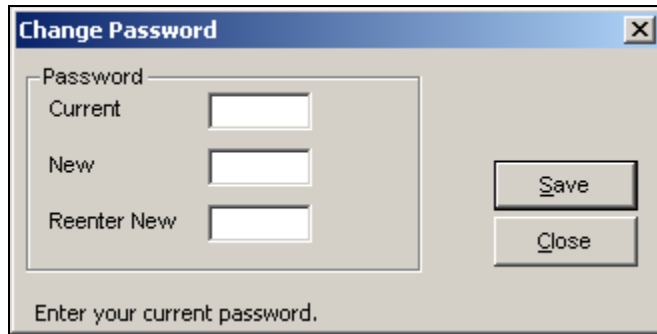 Change Password
Password
Current
New
Reenter New
Save
Close
Enter your current password.